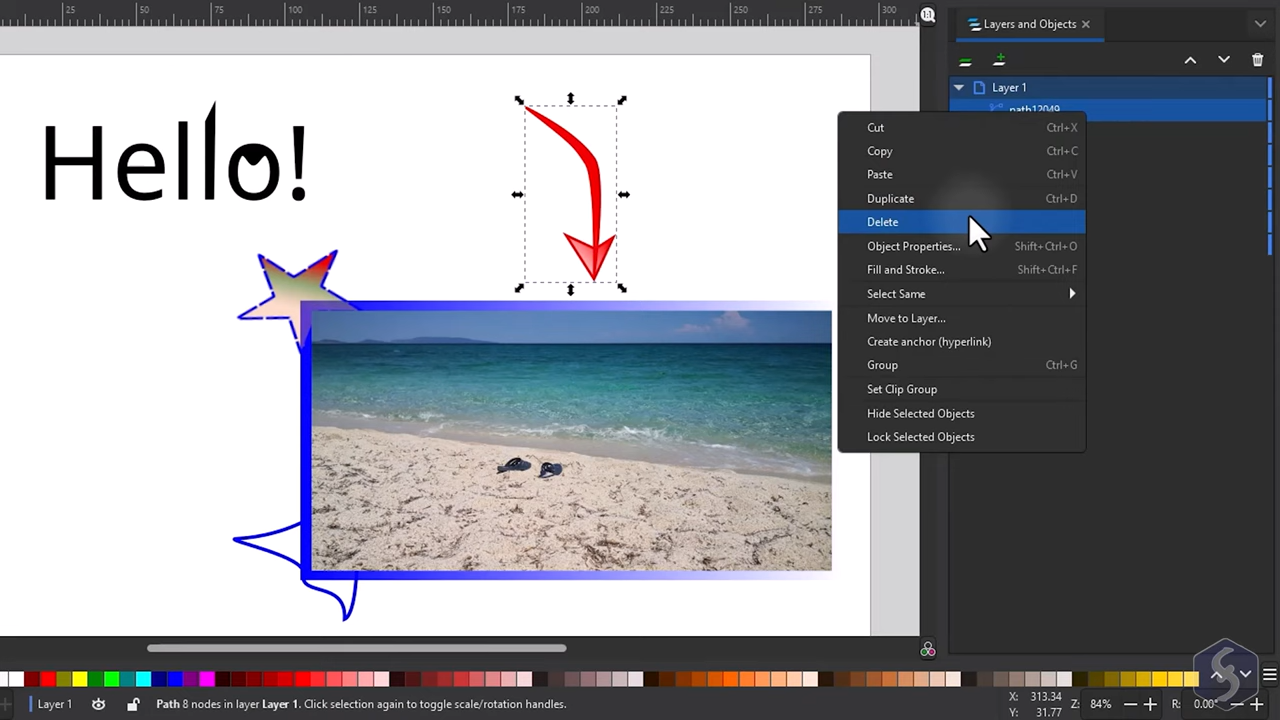 25 50 75 100 125 150 175 200 225 250 275 300
1:1
Layers and Objects
Layer 1
path12049
Hello!
Cut Ctrl+X
Copy Ctrl+C
Paste Ctrl+V
Duplicate Ctrl+D
Delete
Object Properties... Shift+Ctrl+O
Fill and Stroke... Shift+Ctrl+F
Select Same
Move to Layer...
Create anchor (hyperlink)
Group Ctrl+G
Set Clip Group
Hide Selected Objects
Lock Selected Objects
Layer 1 Path 8 nodes in layer Layer 1. Click selection again to toggle scale/rotation handles. X: 313.34 Z: 84% R: 0.00°
Y: 31.77